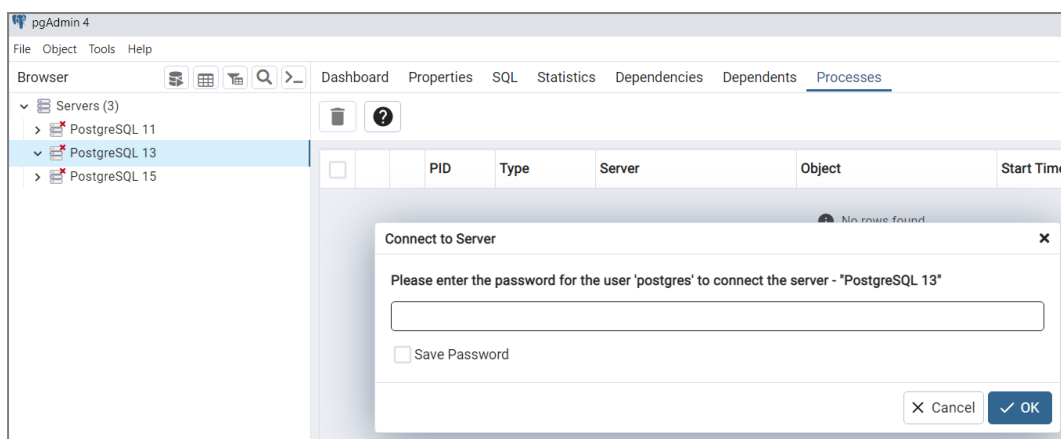 pgAdmin 4
File Object Tools Help
Browser
Dashboard Properties SQL Statistics Dependencies Dependents Processes
Servers (3)
PostgreSQL 11
PostgreSQL 13
PostgreSQL 15
PID Type Server Object Start Time
No rows found
Connect to Server
Please enter the password for the user 'postgres' to connect the server - "PostgreSQL 13"
Save Password
Cancel OK